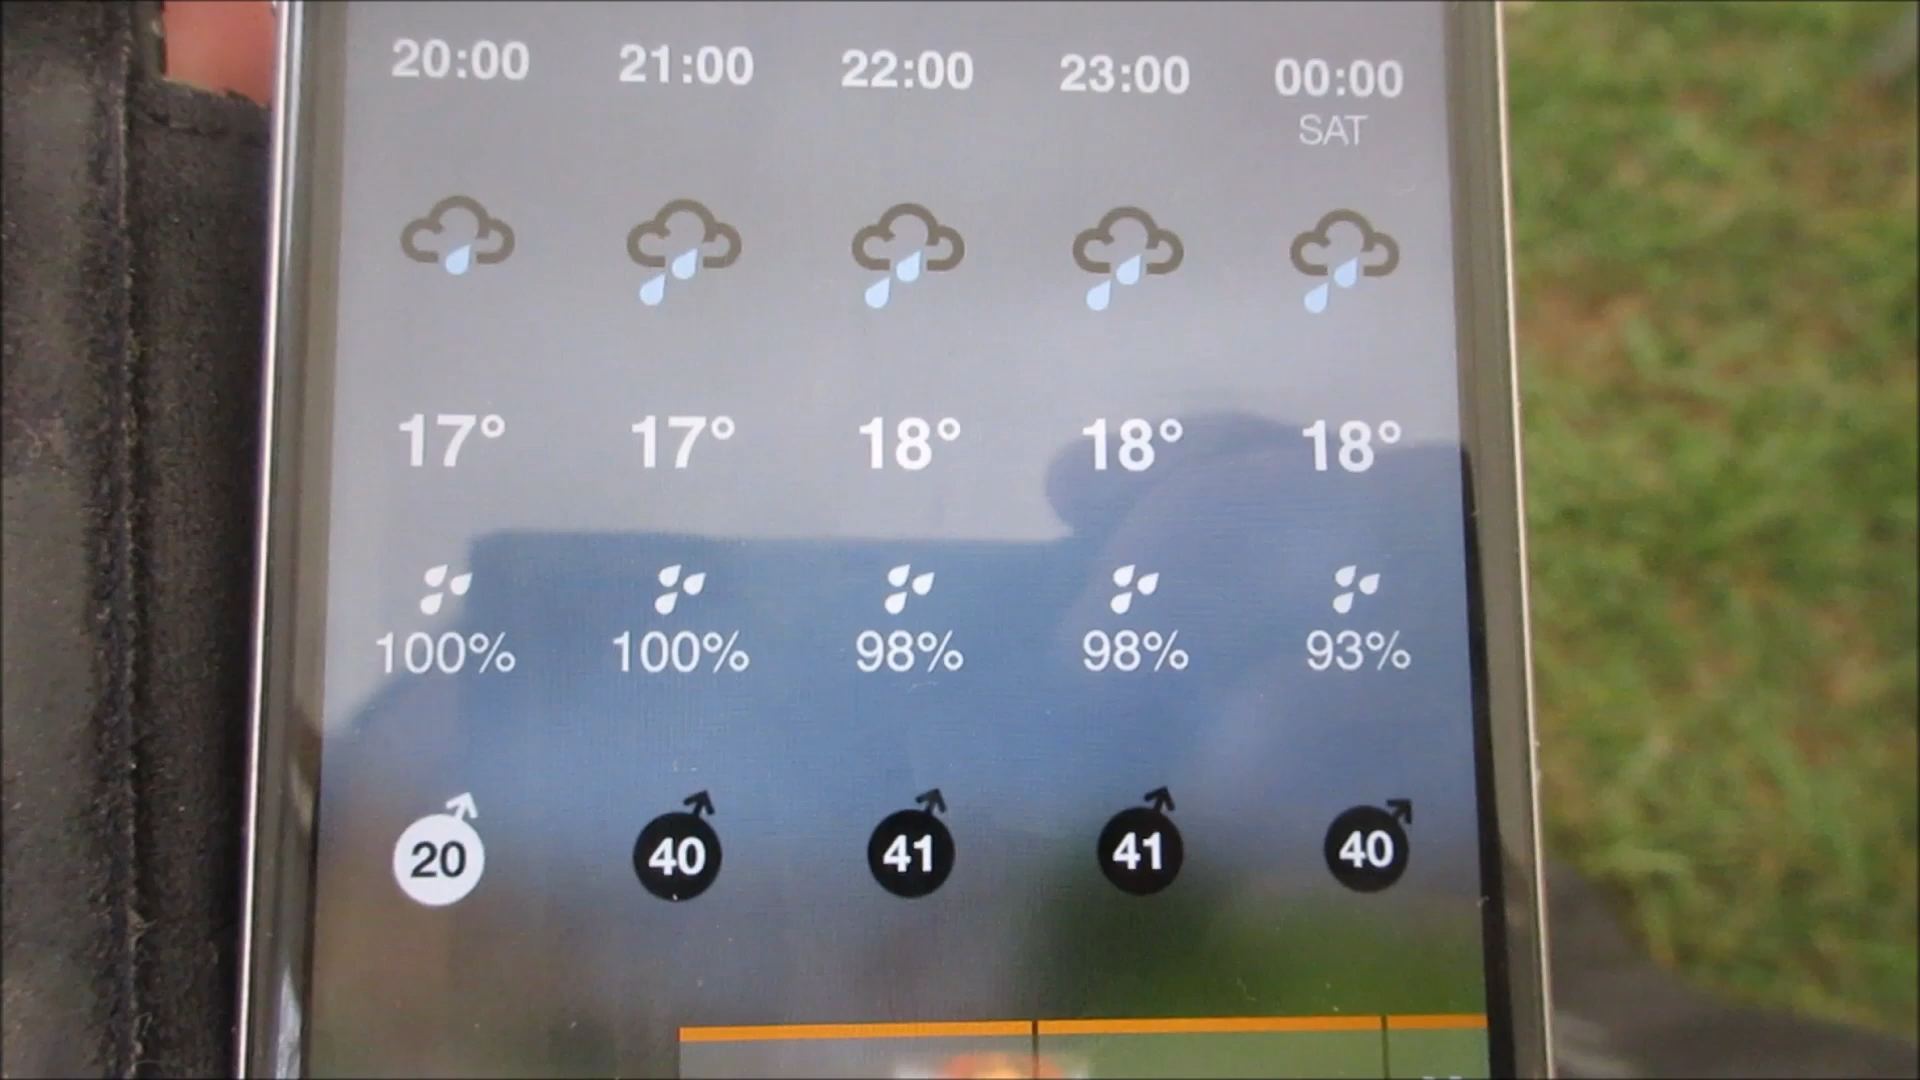 20:00 21:00 22:00 23:00 00:00
SAT
17° 17° 18° 18° 18°
100% 100% 98% 98% 93%
20 40 41 41 40